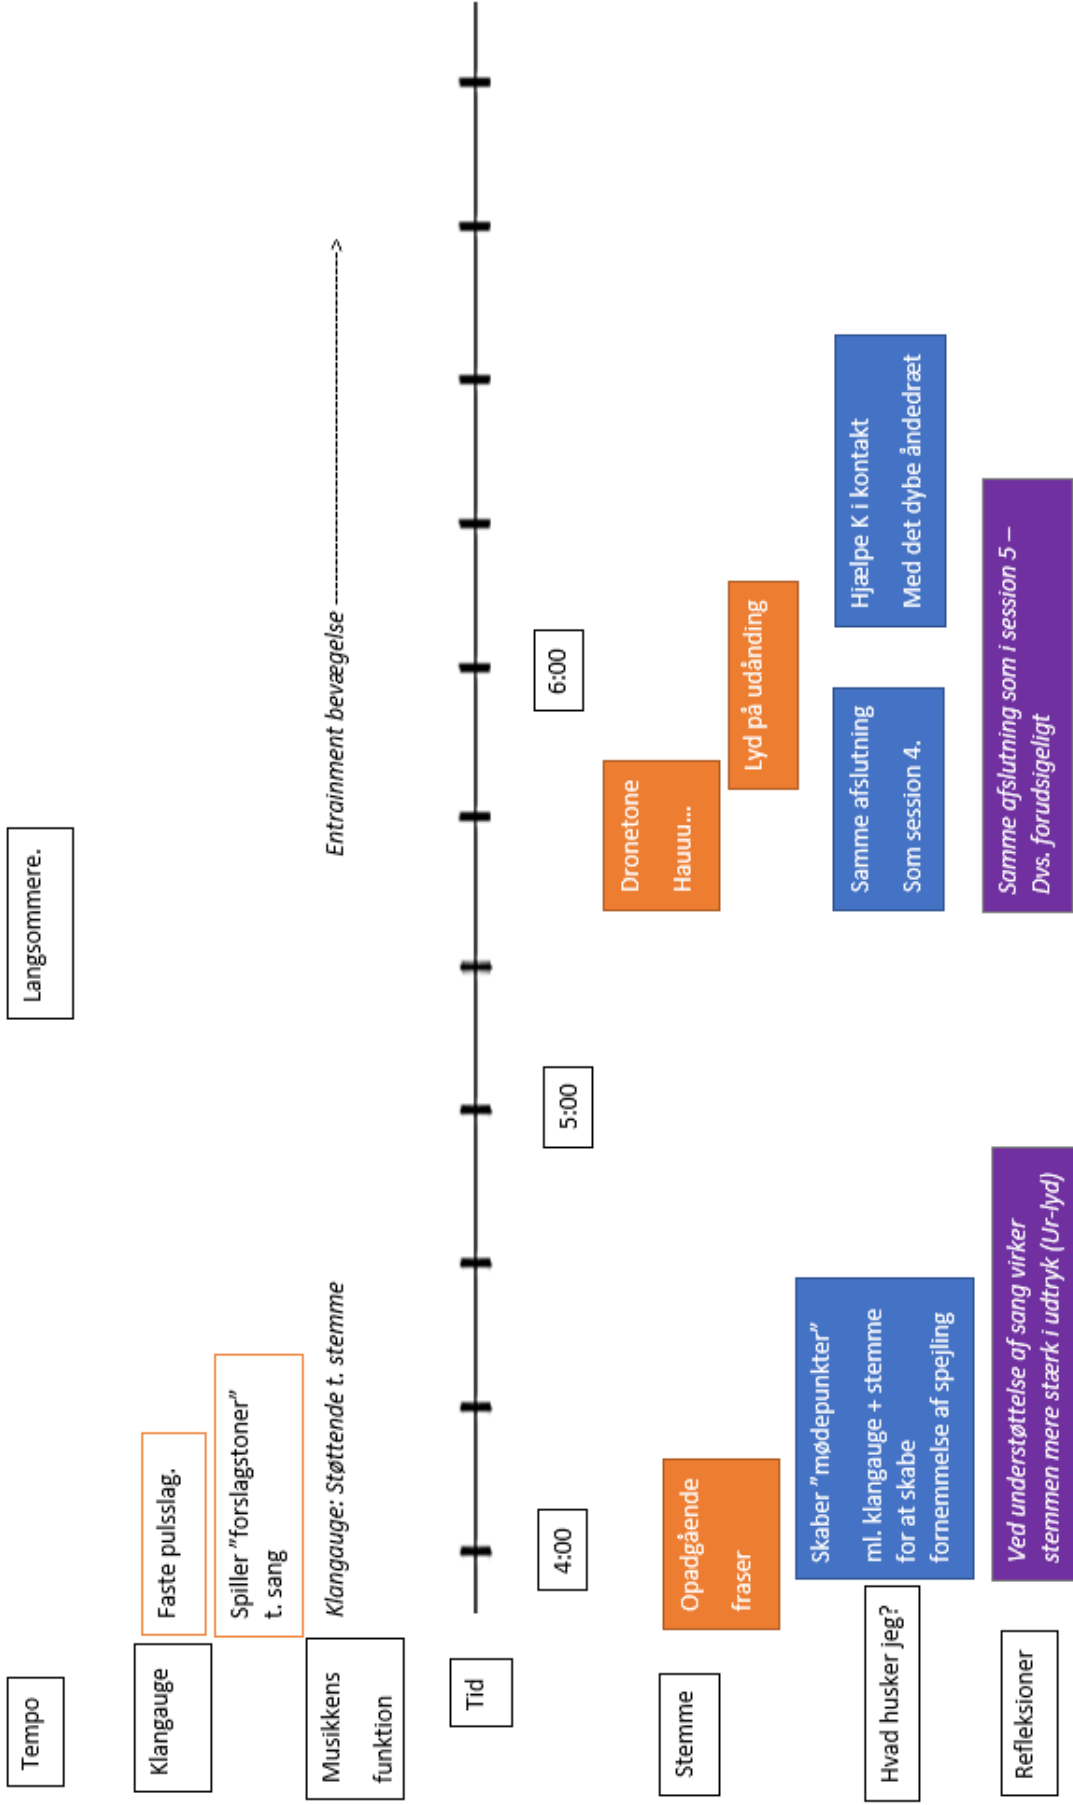 Tempo
Langsommere.
Klangauge
Faste pulsslag.
Spiller ”forslagstoner”
t. sang
Musikkens
funktion
Klangauge: Støttende t. stemme
Entrainment bevægelse ---------------------------------->
Tid
4:00
5:00
6:00
Stemme
Opadgående
fraser
Dronetone
Hauuu...
Lyd på udånding
Hvad husker jeg?
Skaber ”mødepunkter”
ml. klangauge + stemme
for at skabe
fornemmelse af spejling
Samme afslutning
Som session 4.
Hjælpe K i kontakt
Med det dybe åndedræt
Refleksioner
Ved understøttelse af sang virker
stemmen mere stærk i udtryk (Ur-lyd)
Samme afslutning som i session 5 –
Dvs. forudsigeligt